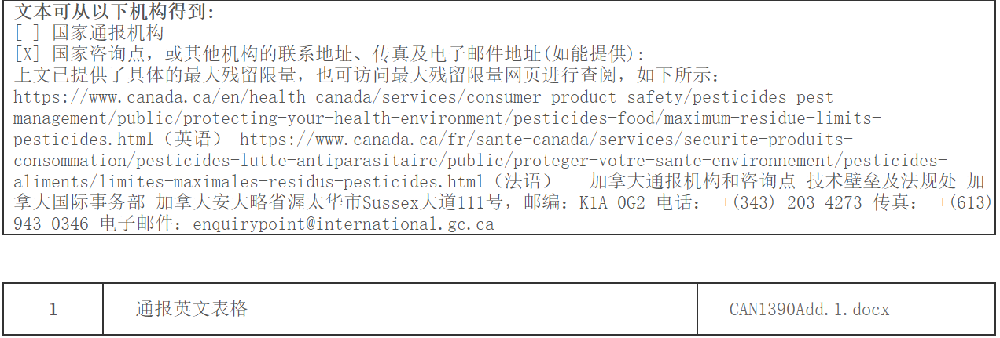 文本可从以下机构得到:
[ ] 国家通报机构
[X] 国家咨询点，或其他机构的联系地址、传真及电子邮件地址(如能提供):
上文已提供了具体的最大残留限量，也可访问最大残留限量网页进行查阅，如下所示：
https://www.canada.ca/en/health-canada/services/consumer-product-safety/pesticides-pest-
management/public/protecting-your-health-environment/pesticides-food/maximum-residue-limits-
pesticides.html（英语） https://www.canada.ca/fr/sante-canada/services/securite-produits-
consommation/pesticides-lutte-antiparasitaire/public/proteger-votre-sante-environnement/pesticides-
aliments/limites-maximales-residus-pesticides.html（法语） 加拿大通报机构和咨询点 技术壁垒及法规处 加
拿大国际事务部 加拿大安大略省渥太华市Sussex大道111号，邮编：K1A 0G2 电话： +(343) 203 4273 传真： +(613)
943 0346 电子邮件：enquirypoint@international.gc.ca
1 通报英文表格 CAN1390Add.1.docx